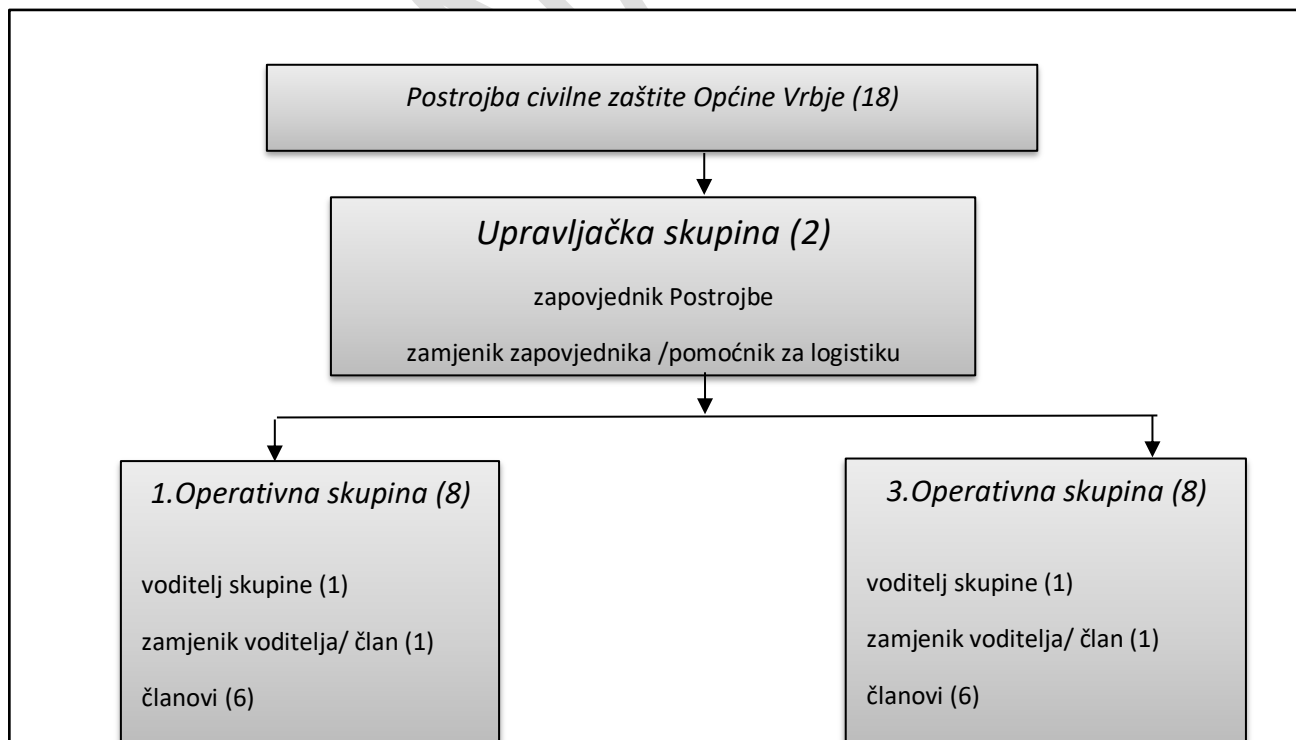 Postrojba civilne zaštite Općine Vrbje (18)
Upravljačka skupina (2)
zapovjednik Postrojbe
zamjenik zapovjednika /pomoćnik za logistiku
1.Operativna skupina (8)
voditelj skupine (1)
zamjenik voditelja/ član (1)
članovi (6)
3.Operativna skupina (8)
voditelj skupine (1)
zamjenik voditelja/ član (1)
članovi (6)